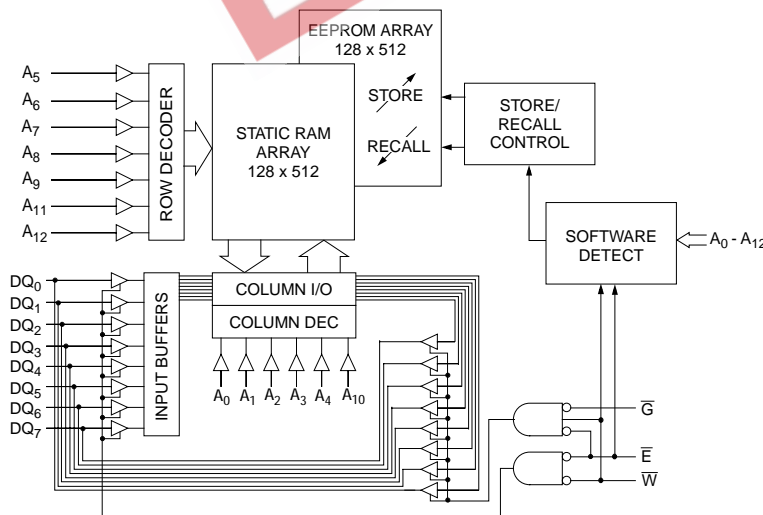 EEPROM ARRAY
128 x 512
STORE
RECALL
A5
A6
A7
A8
A9
A11
A12
ROW DECODER
STATIC RAM
ARRAY
128 x 512
STORE/
RECALL
CONTROL
SOFTWARE
DETECT
A0 - A12
DQ0
DQ1
DQ2
DQ3
DQ4
DQ5
DQ6
DQ7
INPUT BUFFERS
COLUMN I/O
COLUMN DEC
A0 A1 A2 A3 A4 A10
G̅
E̅
W̅